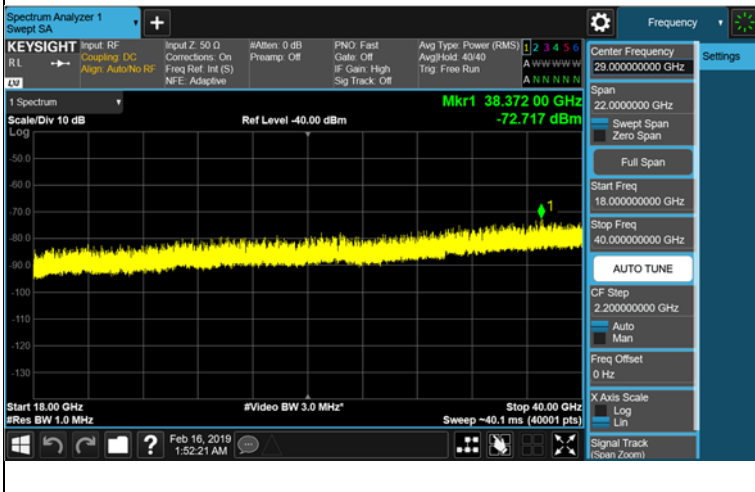 Spectrum Analyzer 1
Swept SA
Frequency
KEYSIGHT
RL
LXI
Input: RF
Coupling: DC
Align: Auto/No RF
Input Z: 50 Ω
Corrections: On
Freq Ref: Int (S)
NFE: Adaptive
#Atten: 0 dB
Preamp: Off
PNO: Fast
Gate: Off
IF Gain: High
Sig Track: Off
Avg Type: Power (RMS)
Avg|Hold: 40/40
Trig: Free Run
1 2 3 4 5 6
A W W W W W
A N N N N N
1 Spectrum
Mkr1 38.372 00 GHz
Scale/Div 10 dB
Ref Level -40.00 dBm
-72.717 dBm
Log
-50.0
-60.0
-70.0
1
-80.0
-90.0
-100
-110
-120
-130
Start 18.00 GHz
#Video BW 3.0 MHz*
Stop 40.00 GHz
#Res BW 1.0 MHz
Sweep ~40.1 ms (40001 pts)
?
Feb 16, 2019
1:52:21 AM
Center Frequency
29.000000000 GHz
Settings
Span
22.0000000 GHz
Swept Span
Zero Span
Full Span
Start Freq
18.000000000 GHz
Stop Freq
40.000000000 GHz
AUTO TUNE
CF Step
2.200000000 GHz
Auto
Man
Freq Offset
0 Hz
X Axis Scale
Log
Lin
Signal Track
(Span Zoom)